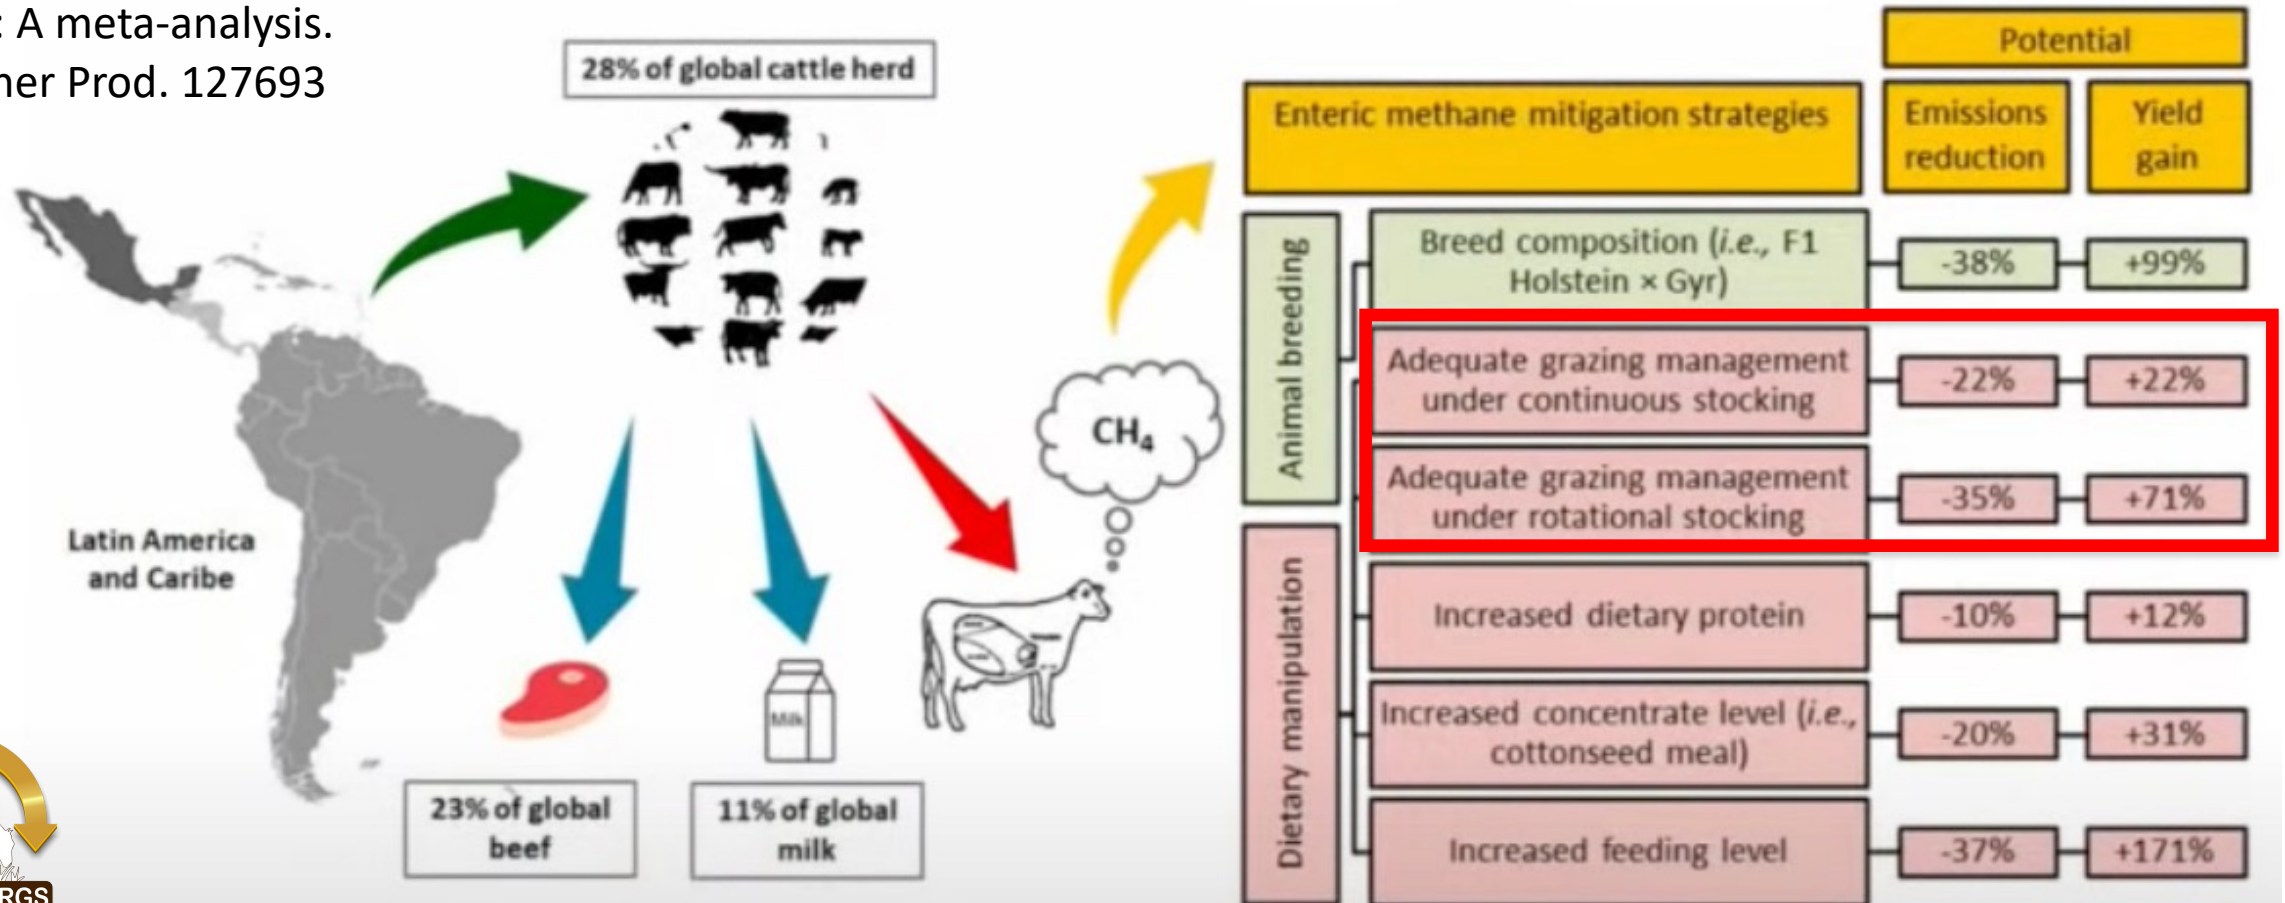 : A meta-analysis.
ner Prod. 127693
28% of global cattle herd
Latin America
and Caribe
23% of global
beef
Milk
11% of global
milk
CH₄
Potential
Enteric methane mitigation strategies
Emissions
reduction
Yield
gain
Animal breeding
Breed composition (i.e., F1
Holstein × Gyr)
-38%
+99%
Adequate grazing management
under continuous stocking
-22%
+22%
Adequate grazing management
under rotational stocking
-35%
+71%
Dietary manipulation
Increased dietary protein
-10%
+12%
Increased concentrate level (i.e.,
cottonseed meal)
-20%
+31%
Increased feeding level
-37%
+171%
RGS